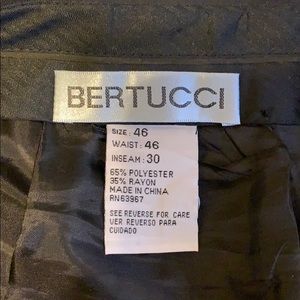 BERTUCCI
SIZE: 46
WAIST: 46
INSEAM: 30
65% POLYESTER
35% RAYON
MADE IN CHINA
RN63967
SEE REVERSE FOR CARE
VER REVERSO PARA
CUIDADO